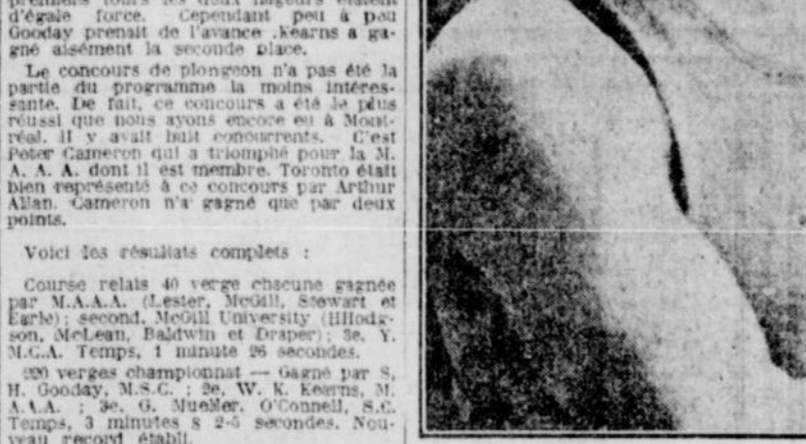 premiers tours les deux nageurs étaient
d'égale force. Cependant peu à peu
Gooday prenait de l'avance .Kearns a ga-
gné aisément la seconde place.
Le concours de plongeon n'a pas été la
partie du programme la moins intéres-
sante. De fait, ce concours a été le plus
réussi que nous ayons encore eu à Mont-
réal. Il y avait huit concurrents. C'est
Peter Cameron qui a triomphé pour la M.
A. A. A. dont il est membre. Toronto était
bien représenté à ce concours par Arthur
Allan. Cameron n'a gagné que par deux
points.
Voici les résultats complets :
Course relais 40 verge chacune gagnée
par M.A.A.A. (Lester, McGill, Stewart et
Earle); second, McGill University (HHodg-
son, McLean, Baldwin et Draper); 3e, Y.
M.C.A. Temps, 1 minute 26 secondes.
220 verges championnat — Gagné par S,
H. Gooday, M.S.C. ; 2e, W. K. Kearns, M.
A.A.A. ; 3e, G. Mueller, O'Connell, S.C.
Temps, 3 minutes 8 2-5 secondes. Nou-
veau record établi.